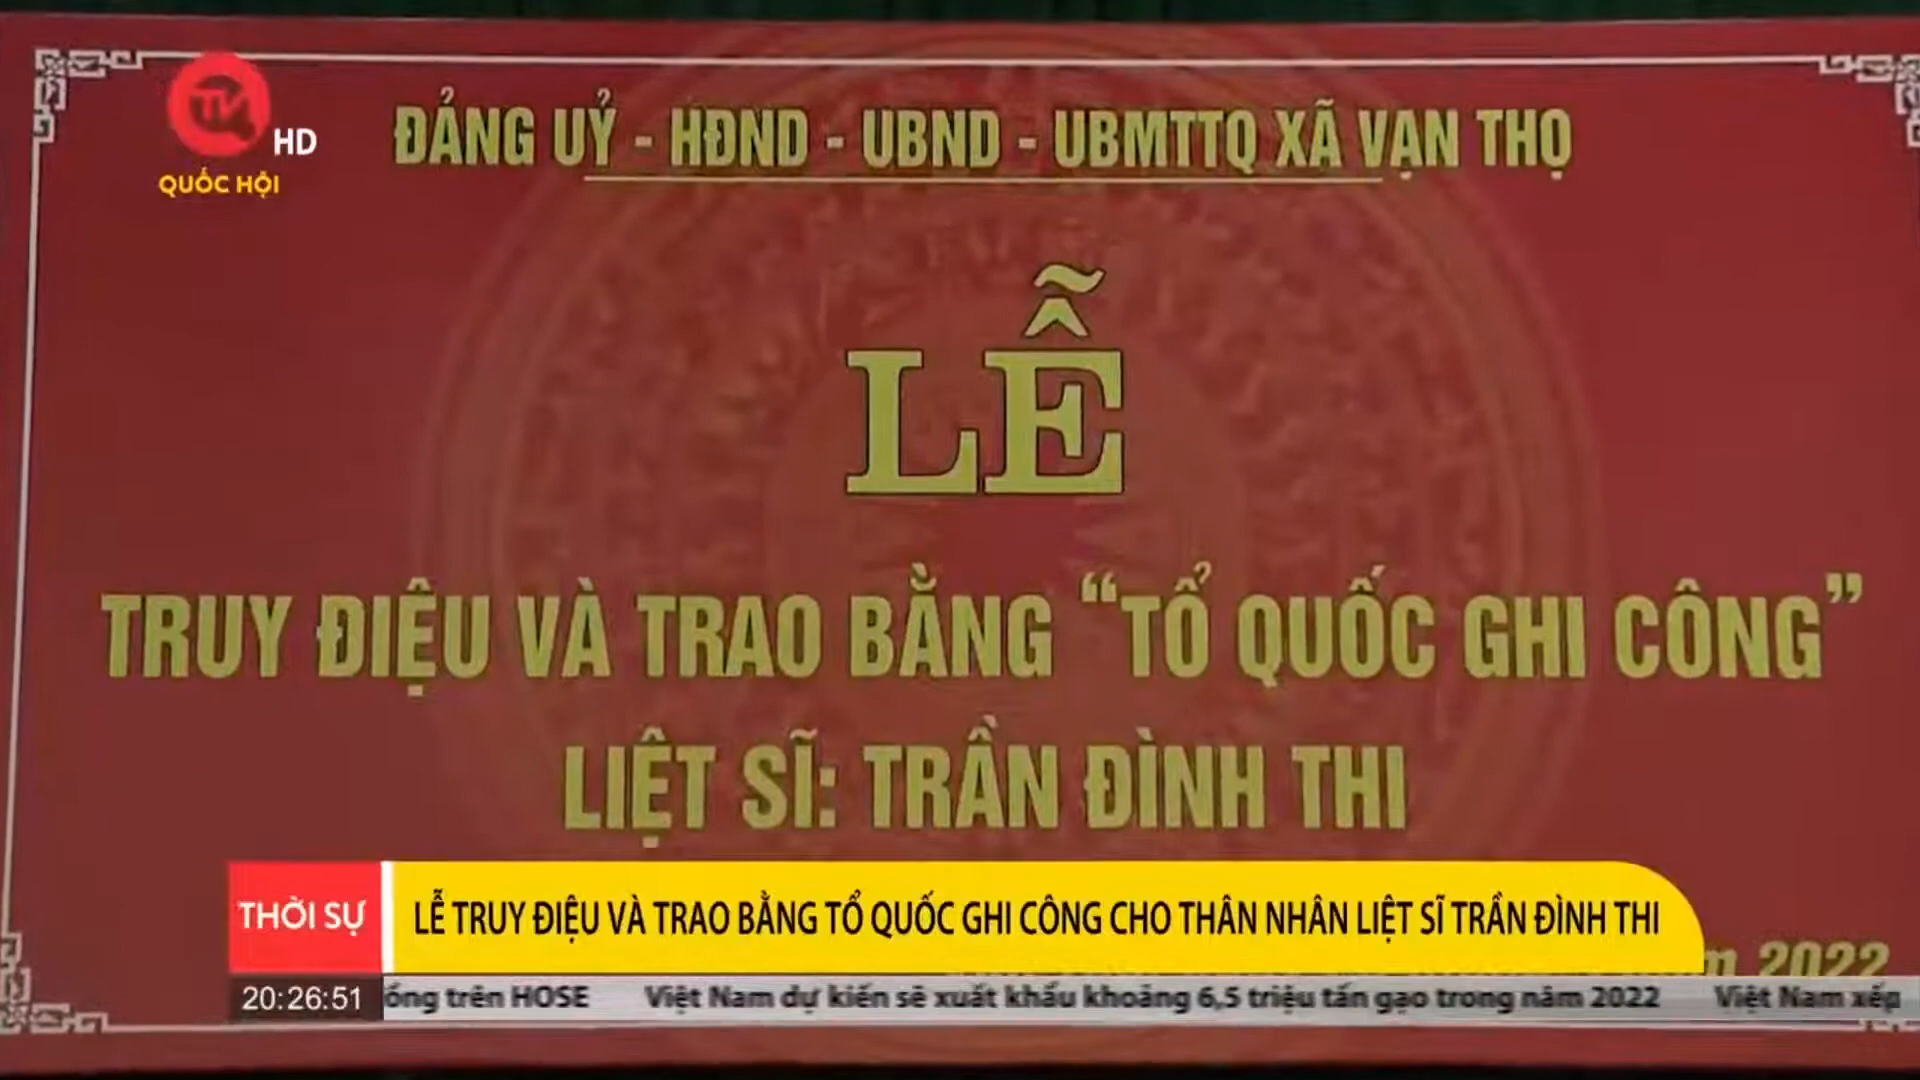 HD
QUỐC HỘI
ĐẢNG UỶ - HĐND - UBND - UBMTTQ XÃ VẠN THỌ
LỄ
TRUY ĐIỆU VÀ TRAO BẰNG “TỔ QUỐC GHI CÔNG”
LIỆT SĨ: TRẦN ĐÌNH THI
2022
THỜI SỰ
LỄ TRUY ĐIỆU VÀ TRAO BẰNG TỔ QUỐC GHI CÔNG CHO THÂN NHÂN LIỆT SĨ TRẦN ĐÌNH THI
20:26:51
trên HOSE Việt Nam dự kiến sẽ xuất khẩu khoảng 6,5 triệu tấn gạo trong năm 2022 Việt Nam xếp